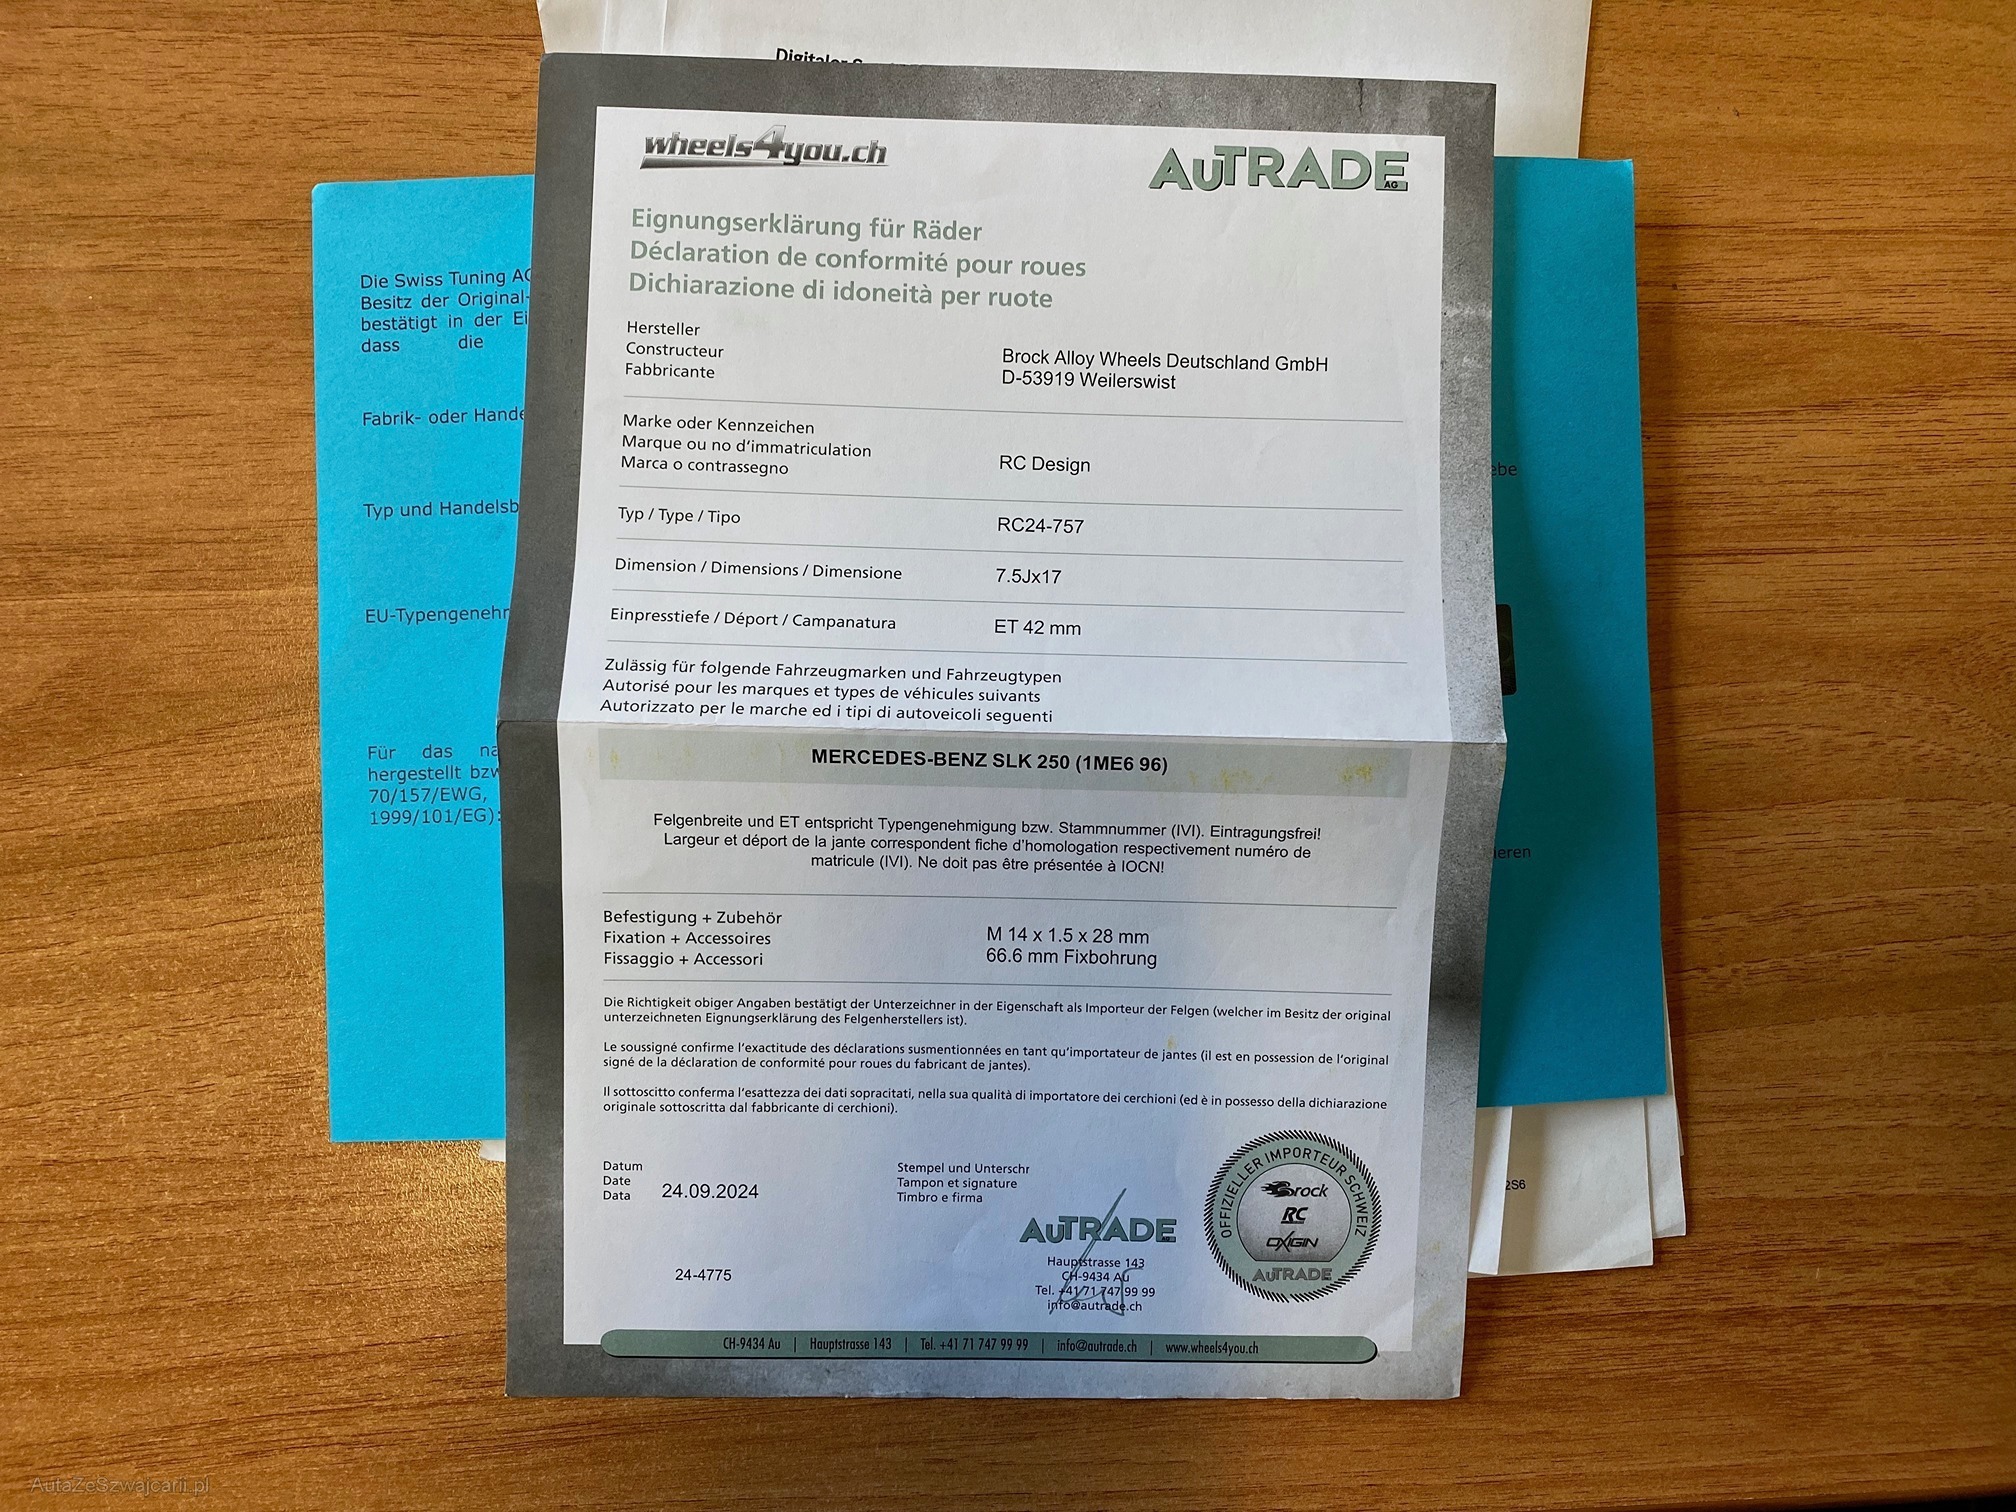 Digitaler
wheels4you.ch
AUTRADE AG
Eignungserklärung für Räder
Déclaration de conformité pour roues
Dichiarazione di idoneità per ruote
Hersteller
Constructeur
Fabbricante
Brock Alloy Wheels Deutschland GmbH
D-53919 Weilerswist
Marke oder Kennzeichen
Marque ou no d'immatriculation
Marca o contrassegno
RC Design
Typ / Type / Tipo
RC24-757
Dimension / Dimensions / Dimensione
7.5Jx17
Einpresstiefe / Déport / Campanatura
ET 42 mm
Zulässig für folgende Fahrzeugmarken und Fahrzeugtypen
Autorisé pour les marques et types de véhicules suivants
Autorizzato per le marche ed i tipi di autoveicoli seguenti
MERCEDES-BENZ SLK 250 (1ME6 96)
Felgenbreite und ET entspricht Typengenehmigung bzw. Stammnummer (IVI). Eintragungsfrei!
Largeur et déport de la jante correspondent fiche d'homologation respectivement numéro de
matricule (IVI). Ne doit pas être présentée à IOCN!
Befestigung + Zubehör
Fixation + Accessoires
Fissaggio + Accessori
M 14 x 1.5 x 28 mm
66.6 mm Fixbohrung
Die Richtigkeit obiger Angaben bestätigt der Unterzeichner in der Eigenschaft als Importeur der Felgen (welcher im Besitz der original
unterzeichneten Eignungserklärung des Felgenherstellers ist).
Le soussigné confirme l'exactitude des déclarations susmentionnées en tant qu'importateur de jantes (il est en possession de l'original
signé de la déclaration de conformité pour roues du fabricant de jantes).
Il sottoscitto conferma l'esattezza dei dati sopracitati, nella sua qualità di importatore dei cerchioni (ed è in possesso della dichiarazione
originale sottoscritta dal fabbricante di cerchioni).
Datum
Date
Data
24.09.2024
Stempel und Unterschr
Tampon et signature
Timbro e firma
AUTRADE
Hauptstrasse 143
CH-9434 Au
Tel. +41 71 747 99 99
info@autrade.ch
24-4775
OFFIZIELLER IMPORTEUR SCHWEIZ
Brock
RC
OXIGIN
AUTRADE
CH-9434 Au | Hauptstrasse 143 | Tel. +41 71 747 99 99 | info@autrade.ch | www.wheels4you.ch
Die Swiss Tuning AG
Besitz der Original-
bestätigt in der
dass die
Fabrik- oder
Typ und
EU-
Für das
hergestellt bzw
70/157/EWG,
1999/101/EG):
2S6
AutaZeSzwajcarii.pl